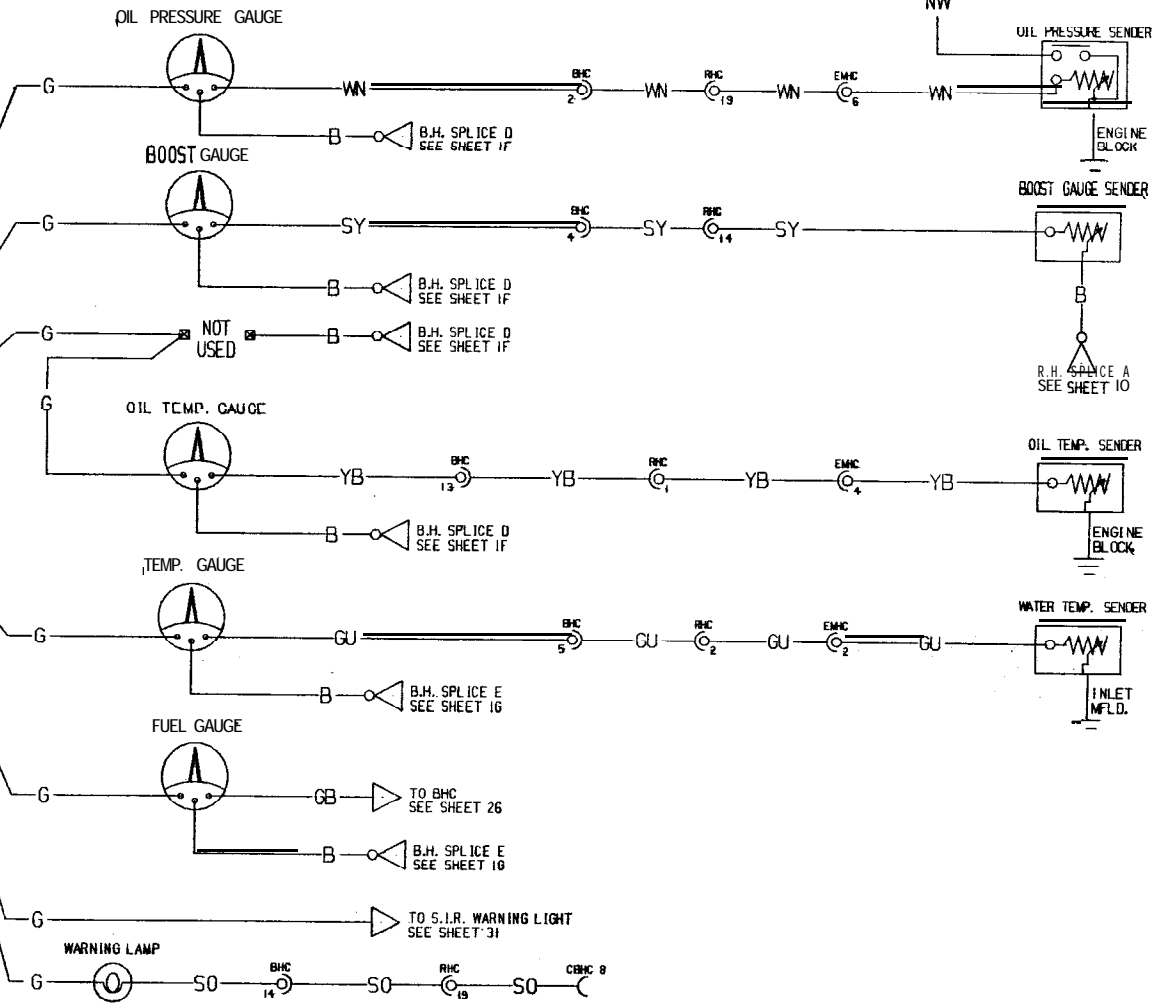 NW
OIL PRESSURE GAUGE
OIL PRESSURE SENDER
G
WN
BHC
2
WN
RHC
19
WN
EMHC
6
WN
B
B.H. SPLICE D
SEE SHEET 1F
ENGINE
BLOCK
BOOST GAUGE
BOOST GAUGE SENDER
G
SY
BHC
4
SY
RHC
14
SY
B
B.H. SPLICE D
SEE SHEET 1F
B
G
NOT
USED
B
B.H. SPLICE D
SEE SHEET 1F
R.H. SPLICE A
SEE SHEET 10
G
OIL TEMP. GAUGE
OIL TEMP. SENDER
YB
BHC
13
YB
RHC
1
YB
EMHC
4
YB
B
B.H. SPLICE D
SEE SHEET 1F
ENGINE
BLOCK
TEMP. GAUGE
WATER TEMP. SENDER
G
GU
BHC
5
GU
RHC
2
GU
EMHC
2
GU
B
B.H. SPLICE E
SEE SHEET 1G
INLET
MFLD.
FUEL GAUGE
G
GB
TO BHC
SEE SHEET 26
B
B.H. SPLICE E
SEE SHEET 1G
G
TO S.I.R. WARNING LIGHT
SEE SHEET 31
WARNING LAMP
G
SO
BHC
14
SO
RHC
19
SO
CBHC 8